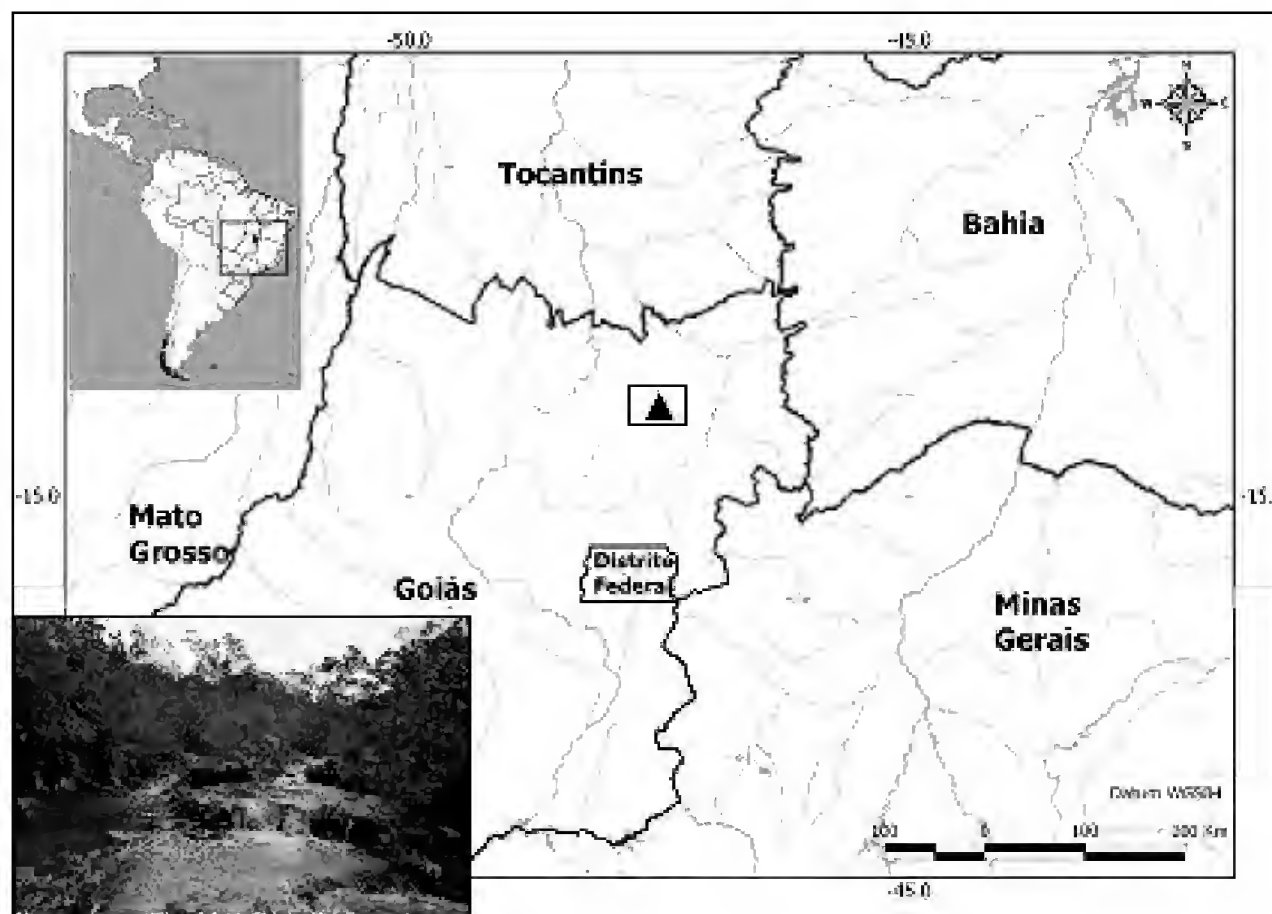 -50.0
-45.0
N
W
Tocantins
Bahia
-15.0
-15.
Mato
Grosso
Distrito
Federal
Goiás
Minas
Gerais
Datum WGS84
100 0 100 200 Km
-45.0